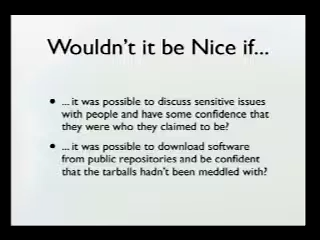 Wouldn't it be Nice if...
• ... it was possible to discuss sensitive issues
with people and have some confidence that
they were who they claimed to be?
• ... it was possible to download software
from public repositories and be confident
that the tarballs hadn't been meddled with?